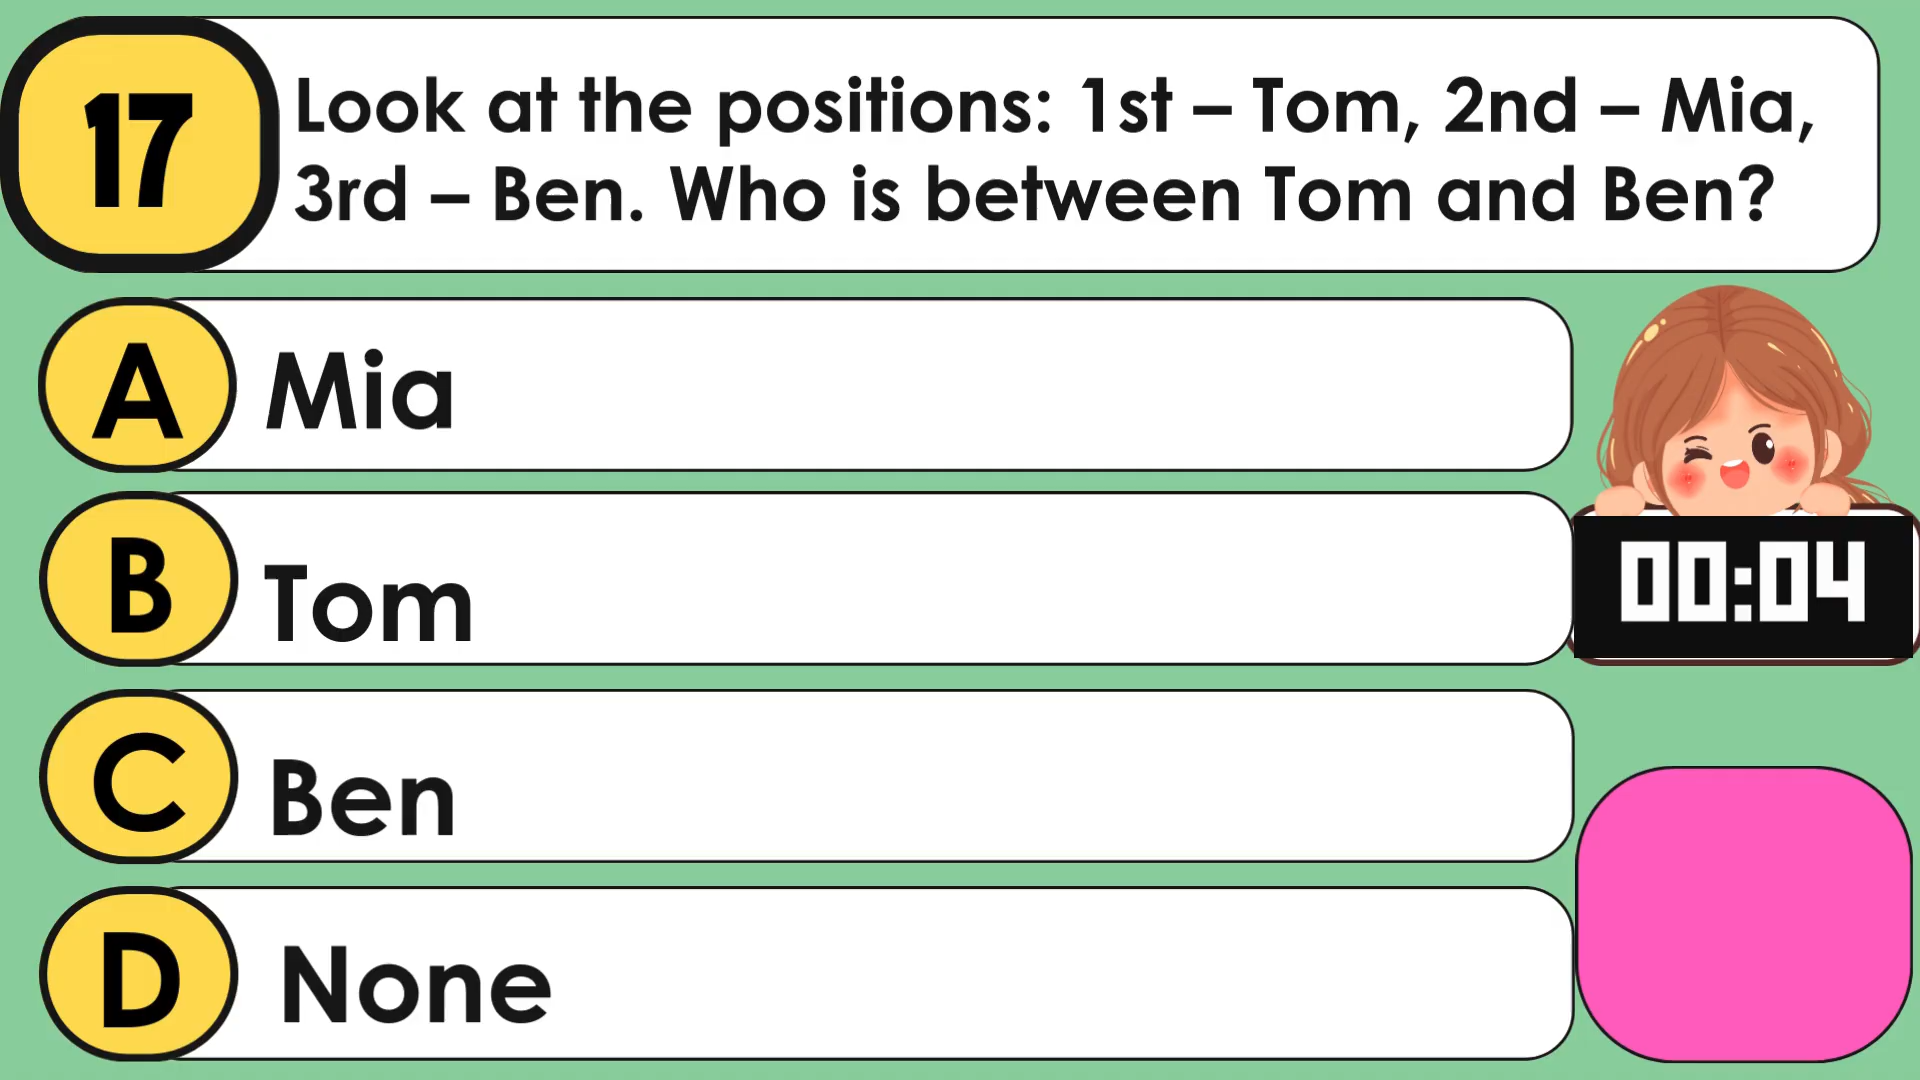 17
Look at the positions: 1st – Tom, 2nd – Mia,
3rd – Ben. Who is between Tom and Ben?
A Mia
B Tom
00:04
C Ben
D None